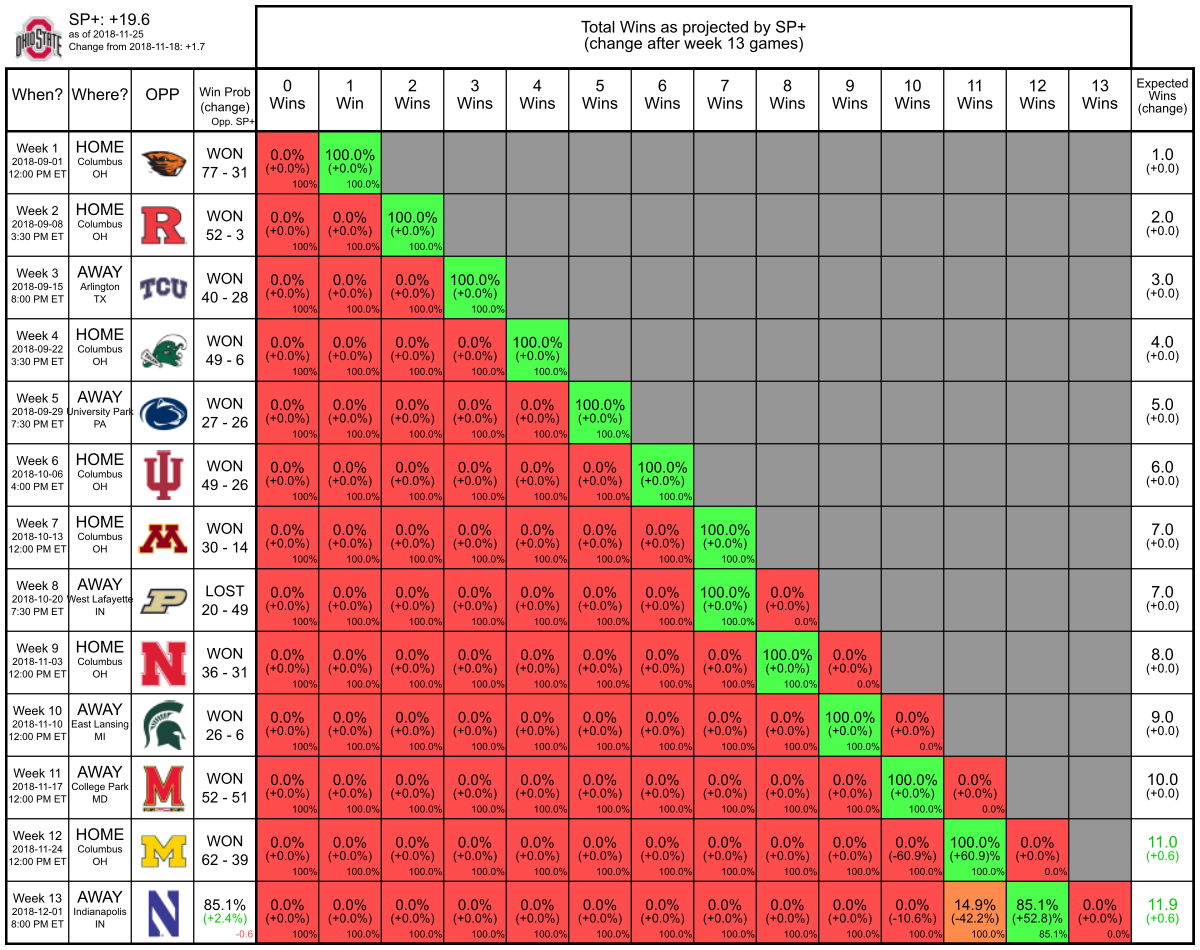 SP+: +19.6
as of 2018-11-25
Change from 2018-11-18: +1.7
OHIO STATE
Total Wins as projected by SP+
(change after week 13 games)
When? Where? OPP Win Prob (change) Opp. SP+ 0 Wins 1 Win 2 Wins 3 Wins 4 Wins 5 Wins 6 Wins 7 Wins 8 Wins 9 Wins 10 Wins 11 Wins 12 Wins 13 Wins Expected Wins (change)
Week 1 HOME WON 0.0% 100.0% 1.0
2018-09-01 Columbus 77 - 31 (+0.0%) (+0.0%) (+0.0)
12:00 PM ET OH 100% 100.0%
Week 2 HOME R WON 0.0% 0.0% 100.0% 2.0
2018-09-08 Columbus 52 - 3 (+0.0%) (+0.0%) (+0.0%) (+0.0)
3:30 PM ET OH 100% 100.0% 100.0%
Week 3 AWAY TCU WON 0.0% 0.0% 0.0% 100.0% 3.0
2018-09-15 Arlington 40 - 28 (+0.0%) (+0.0%) (+0.0%) (+0.0%) (+0.0)
8:00 PM ET TX 100% 100.0% 100.0% 100.0%
Week 4 HOME WON 0.0% 0.0% 0.0% 0.0% 100.0% 4.0
2018-09-22 Columbus 49 - 6 (+0.0%) (+0.0%) (+0.0%) (+0.0%) (+0.0%) (+0.0)
3:30 PM ET OH 100% 100.0% 100.0% 100.0% 100.0%
Week 5 AWAY WON 0.0% 0.0% 0.0% 0.0% 0.0% 100.0% 5.0
2018-09-29 University Park 27 - 26 (+0.0%) (+0.0%) (+0.0%) (+0.0%) (+0.0%) (+0.0%) (+0.0)
7:30 PM ET PA 100% 100.0% 100.0% 100.0% 100.0% 100.0%
Week 6 HOME IU WON 0.0% 0.0% 0.0% 0.0% 0.0% 0.0% 100.0% 6.0
2018-10-06 Columbus 49 - 26 (+0.0%) (+0.0%) (+0.0%) (+0.0%) (+0.0%) (+0.0%) (+0.0%) (+0.0)
4:00 PM ET OH 100% 100.0% 100.0% 100.0% 100.0% 100.0% 100.0%
Week 7 HOME M WON 0.0% 0.0% 0.0% 0.0% 0.0% 0.0% 0.0% 100.0% 7.0
2018-10-13 Columbus 30 - 14 (+0.0%) (+0.0%) (+0.0%) (+0.0%) (+0.0%) (+0.0%) (+0.0%) (+0.0%) (+0.0)
12:00 PM ET OH 100% 100.0% 100.0% 100.0% 100.0% 100.0% 100.0% 100.0%
Week 8 AWAY P LOST 0.0% 0.0% 0.0% 0.0% 0.0% 0.0% 0.0% 100.0% 0.0% 7.0
2018-10-20 West Lafayette 20 - 49 (+0.0%) (+0.0%) (+0.0%) (+0.0%) (+0.0%) (+0.0%) (+0.0%) (+0.0%) (+0.0%) (+0.0)
7:30 PM ET IN 100% 100.0% 100.0% 100.0% 100.0% 100.0% 100.0% 100.0% 0.0%
Week 9 HOME N WON 0.0% 0.0% 0.0% 0.0% 0.0% 0.0% 0.0% 0.0% 100.0% 0.0% 8.0
2018-11-03 Columbus 36 - 31 (+0.0%) (+0.0%) (+0.0%) (+0.0%) (+0.0%) (+0.0%) (+0.0%) (+0.0%) (+0.0%) (+0.0%) (+0.0)
12:00 PM ET OH 100% 100.0% 100.0% 100.0% 100.0% 100.0% 100.0% 100.0% 100.0% 0.0%
Week 10 AWAY WON 0.0% 0.0% 0.0% 0.0% 0.0% 0.0% 0.0% 0.0% 0.0% 100.0% 0.0% 9.0
2018-11-10 East Lansing 26 - 6 (+0.0%) (+0.0%) (+0.0%) (+0.0%) (+0.0%) (+0.0%) (+0.0%) (+0.0%) (+0.0%) (+0.0%) (+0.0%) (+0.0)
12:00 PM ET MI 100% 100.0% 100.0% 100.0% 100.0% 100.0% 100.0% 100.0% 100.0% 100.0% 0.0%
Week 11 AWAY M WON 0.0% 0.0% 0.0% 0.0% 0.0% 0.0% 0.0% 0.0% 0.0% 0.0% 100.0% 0.0% 10.0
2018-11-17 College Park 52 - 51 (+0.0%) (+0.0%) (+0.0%) (+0.0%) (+0.0%) (+0.0%) (+0.0%) (+0.0%) (+0.0%) (+0.0%) (+0.0%) (+0.0%) (+0.0)
12:00 PM ET MD 100% 100.0% 100.0% 100.0% 100.0% 100.0% 100.0% 100.0% 100.0% 100.0% 100.0% 0.0%
Week 12 HOME M WON 0.0% 0.0% 0.0% 0.0% 0.0% 0.0% 0.0% 0.0% 0.0% 0.0% 0.0% 100.0% 0.0% 11.0
2018-11-24 Columbus 62 - 39 (+0.0%) (+0.0%) (+0.0%) (+0.0%) (+0.0%) (+0.0%) (+0.0%) (+0.0%) (+0.0%) (+0.0%) (-60.9%) (+60.9)% (+0.0%) (+0.6)
12:00 PM ET OH 100% 100.0% 100.0% 100.0% 100.0% 100.0% 100.0% 100.0% 100.0% 100.0% 100.0% 100.0% 0.0%
Week 13 AWAY N 85.1% 0.0% 0.0% 0.0% 0.0% 0.0% 0.0% 0.0% 0.0% 0.0% 0.0% 0.0% 14.9% 85.1% 0.0% 11.9
2018-12-01 Indianapolis (+2.4%) (+0.0%) (+0.0%) (+0.0%) (+0.0%) (+0.0%) (+0.0%) (+0.0%) (+0.0%) (+0.0%) (+0.0%) (-10.6%) (-42.2%) (+52.8)% (+0.0%) (+0.6)
8:00 PM ET IN -0.6 100% 100.0% 100.0% 100.0% 100.0% 100.0% 100.0% 100.0% 100.0% 100.0% 100.0% 100.0% 85.1% 0.0%